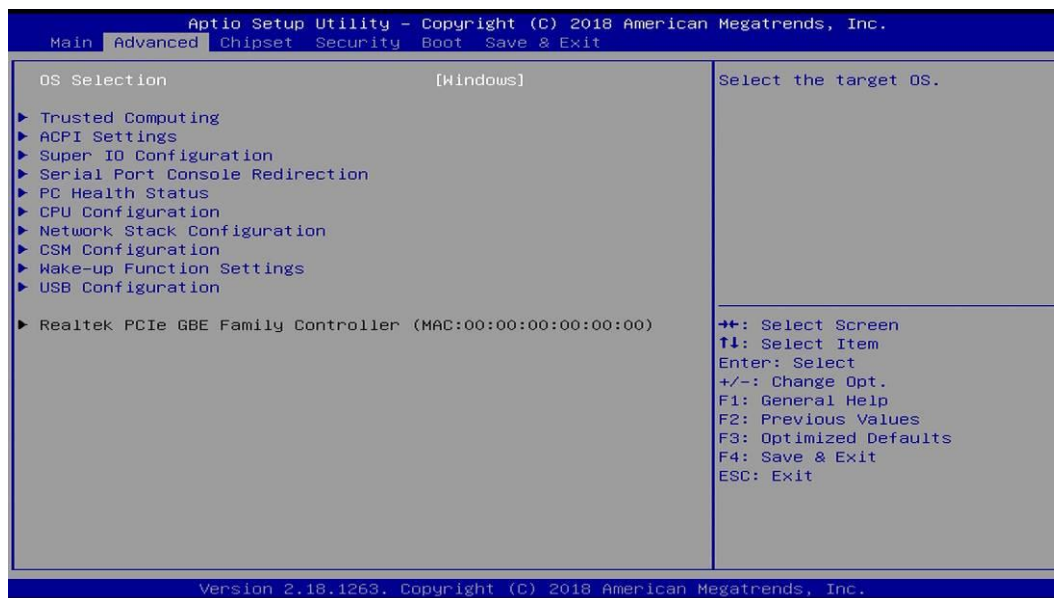 Aptio Setup Utility – Copyright (C) 2018 American Megatrends, Inc.
Main Advanced Chipset Security Boot Save & Exit
OS Selection [Windows]
► Trusted Computing
► ACPI Settings
► Super IO Configuration
► Serial Port Console Redirection
► PC Health Status
► CPU Configuration
► Network Stack Configuration
► CSM Configuration
► Wake-up Function Settings
► USB Configuration
► Realtek PCIe GBE Family Controller (MAC:00:00:00:00:00:00)
Select the target OS.
→←: Select Screen
↑↓: Select Item
Enter: Select
+/-: Change Opt.
F1: General Help
F2: Previous Values
F3: Optimized Defaults
F4: Save & Exit
ESC: Exit
Version 2.18.1263. Copyright (C) 2018 American Megatrends, Inc.